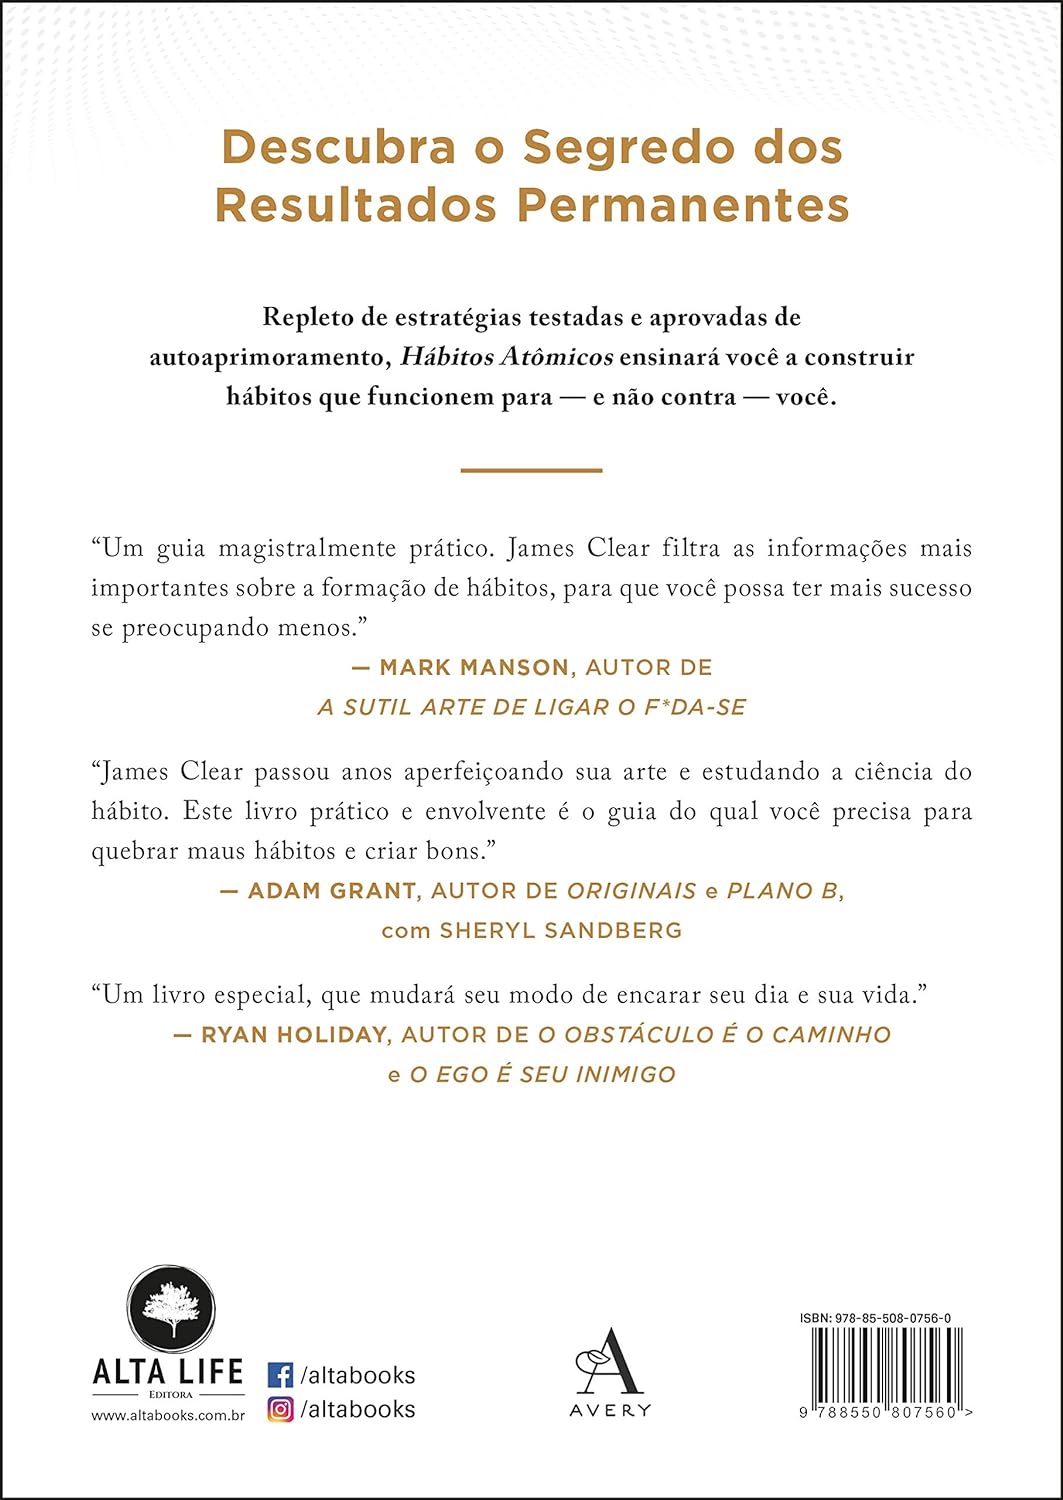 Descubra o Segredo dos
Resultados Permanentes
Repleto de estratégias testadas e aprovadas de
autoaprimoramento, Hábitos Atômicos ensinará você a construir
hábitos que funcionem para — e não contra — você.
“Um guia magistralmente prático. James Clear filtra as informações mais
importantes sobre a formação de hábitos, para que você possa ter mais sucesso
se preocupando menos.”
— MARK MANSON, AUTOR DE
A SUTIL ARTE DE LIGAR O F*DA-SE
“James Clear passou anos aperfeiçoando sua arte e estudando a ciência do
hábito. Este livro prático e envolvente é o guia do qual você precisa para
quebrar maus hábitos e criar bons.”
— ADAM GRANT, AUTOR DE ORIGINAIS e PLANO B,
com SHERYL SANDBERG
“Um livro especial, que mudará seu modo de encarar seu dia e sua vida.”
— RYAN HOLIDAY, AUTOR DE O OBSTÁCULO É O CAMINHO
e O EGO É SEU INIMIGO
ALTA LIFE
EDITORA
www.altabooks.com.br
/altabooks
/altabooks
A
AVERY
ISBN: 978-85-508-0756-0
9 788550 807560 >